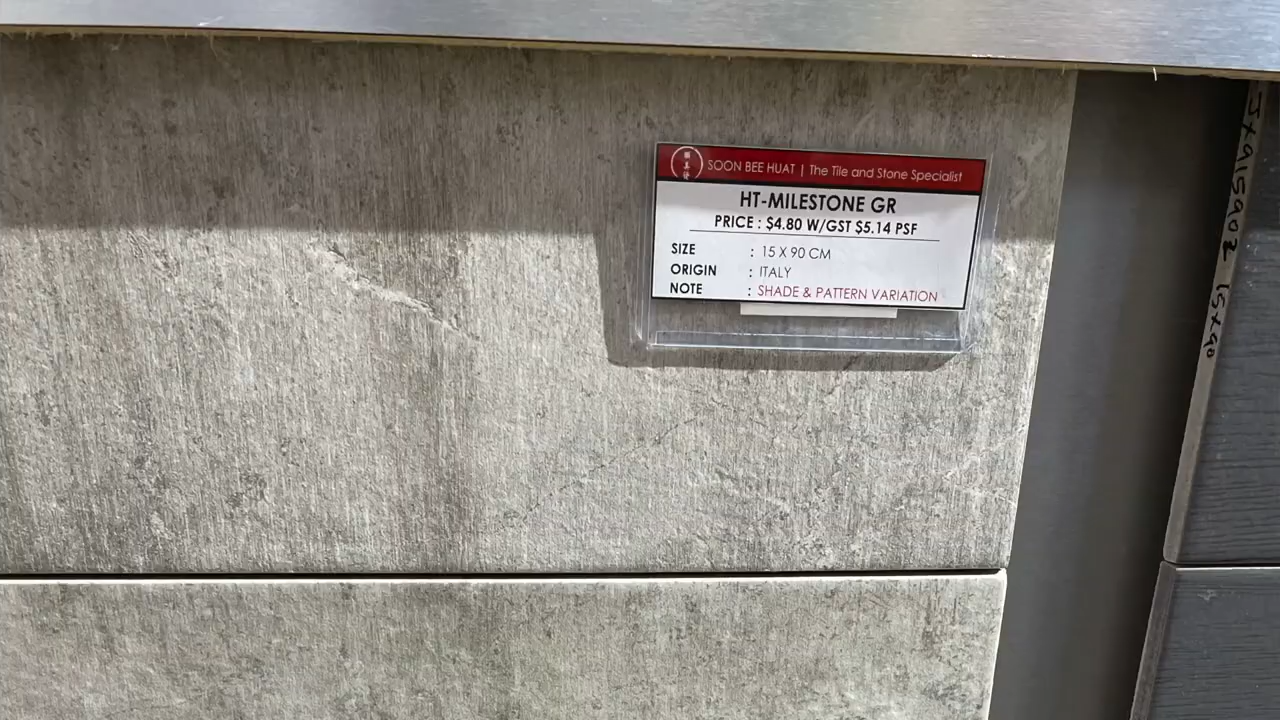 SOON BEE HUAT | The Tile and Stone Specialist
HT-MILESTONE GR
PRICE : $4.80 W/GST $5.14 PSF
SIZE : 15 X 90 CM
ORIGIN : ITALY
NOTE : SHADE & PATTERN VARIATION
15x90